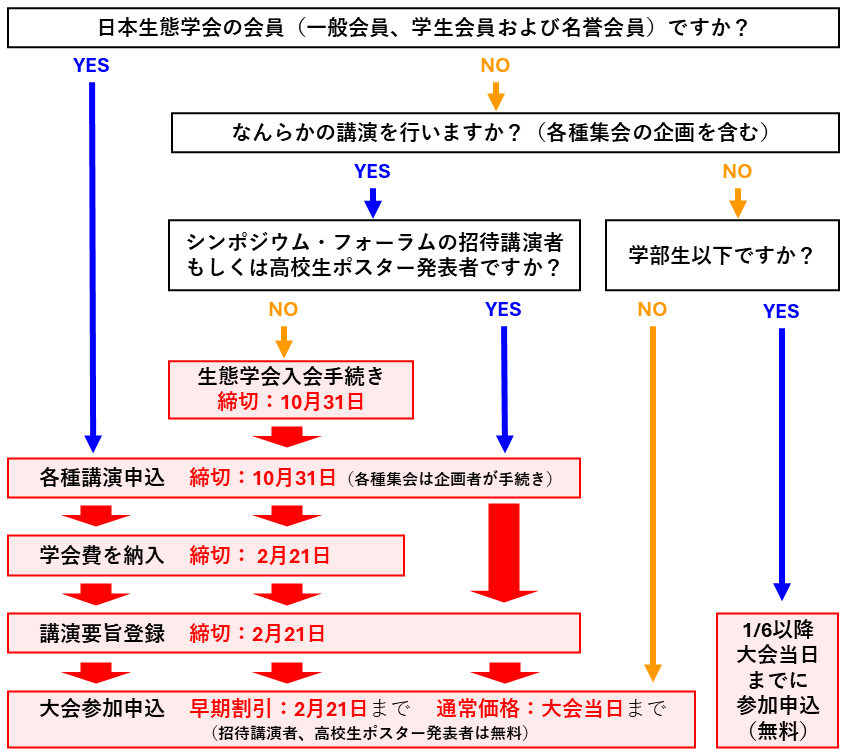 日本生態学会の会員（一般会員、学生会員および名誉会員）ですか？
YES
NO
なんらかの講演を行いますか？（各種集会の企画を含む）
YES
NO
シンポジウム・フォーラムの招待講演者
もしくは高校生ポスター発表者ですか？
学部生以下ですか？
NO
YES
NO
YES
生態学会入会手続き
締切：10月31日
各種講演申込　締切：10月31日（各種集会は企画者が手続き）
学会費を納入　締切： 2月21日
講演要旨登録　締切：2月21日
1/6以降
大会当日
までに
参加申込
（無料）
大会参加申込　早期割引：2月21日まで　通常価格：大会当日まで
（招待講演者、高校生ポスター発表者は無料）